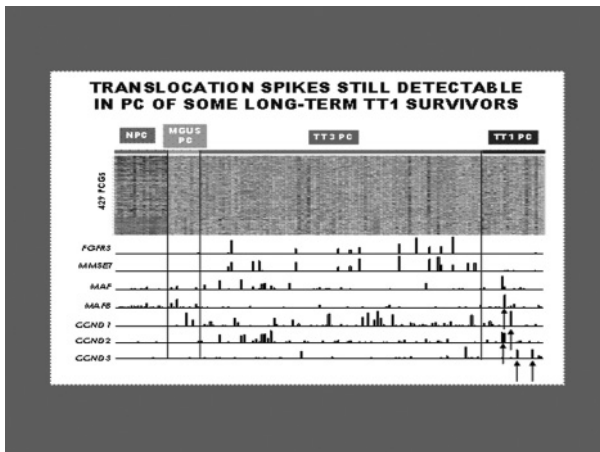 TRANSLOCATION SPIKES STILL DETECTABLE
IN PC OF SOME LONG-TERM TT1 SURVIVORS
NPC
MGUS PC
TT3 PC
TT1 PC
429 PCGs
FGFR3
MMSET
MAF
MAFB
CCND1
CCND2
CCND3